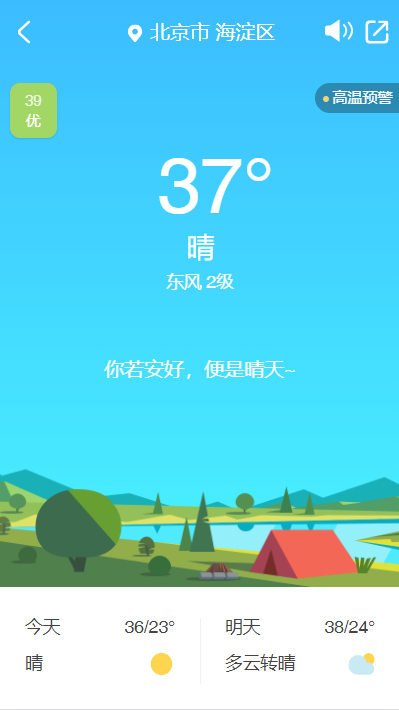 北京市 海淀区
39
优
高温预警
37°
晴
东风 2级
你若安好，便是晴天~
今天 36/23°
晴
明天 38/24°
多云转晴